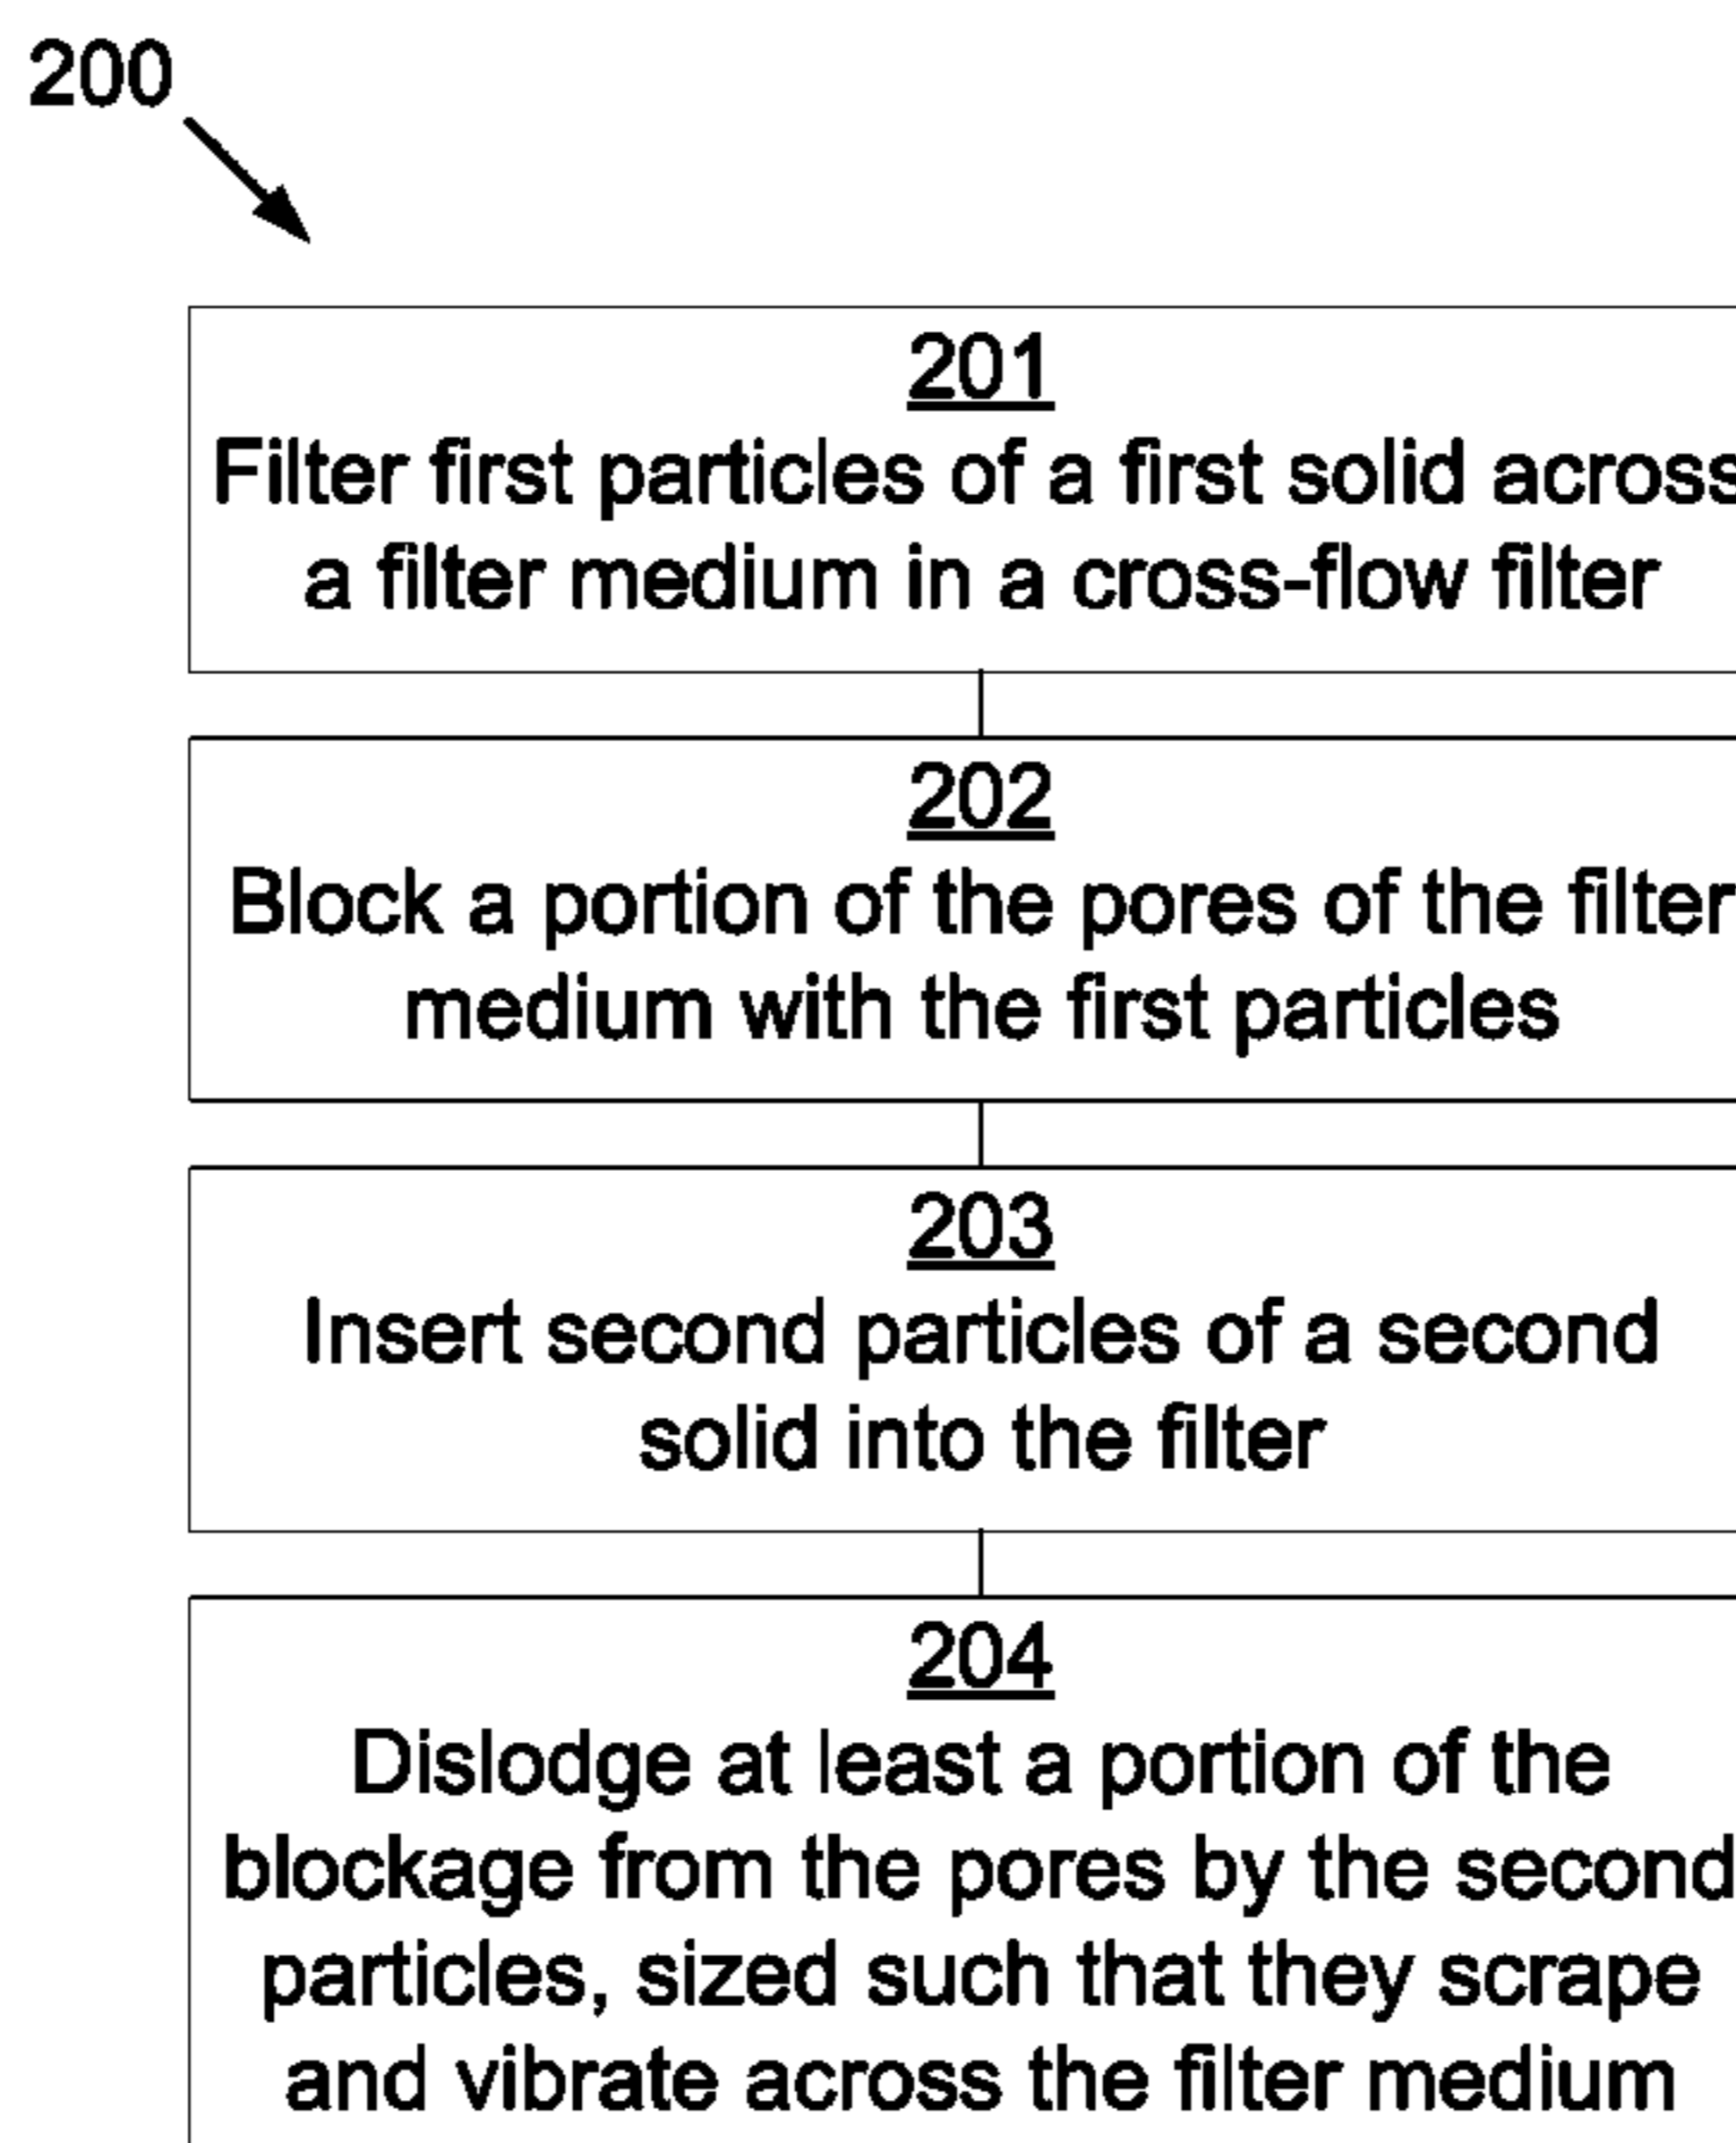 200
201
Filter first particles of a first solid across
a filter medium in a cross-flow filter
202
Block a portion of the pores of the filter
medium with the first particles
203
Insert second particles of a second
solid into the filter
204
Dislodge at least a portion of the
blockage from the pores by the second
particles, sized such that they scrape
and vibrate across the filter medium